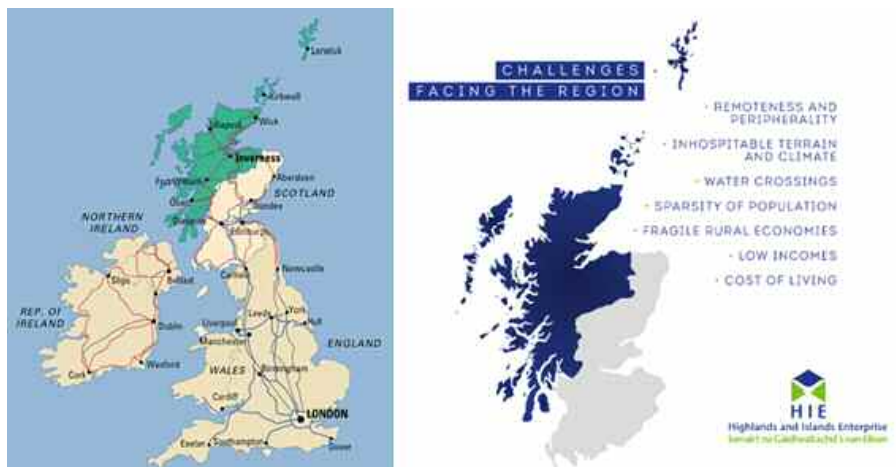 Lerwick
Kirkwall
Wick
Ullapool
Inverness
Aberdeen
Fort William
SCOTLAND
Oban
Dundee
Glasgow
Edinburgh
NORTHERN
IRELAND
Carlisle
Newcastle
Sligo
Belfast
REP. OF
IRELAND
Dublin
Leeds
York
Hull
Liverpool
Manchester
ENGLAND
Wexford
Cork
WALES
Birmingham
Cardiff
LONDON
Exeter
Southampton
Dover
CHALLENGES
FACING THE REGION
· REMOTENESS AND
PERIPHERALITY
· INHOSPITABLE TERRAIN
AND CLIMATE
· WATER CROSSINGS
· SPARSITY OF POPULATION
· FRAGILE RURAL ECONOMIES
· LOW INCOMES
· COST OF LIVING
HIE
Highlands and Islands Enterprise